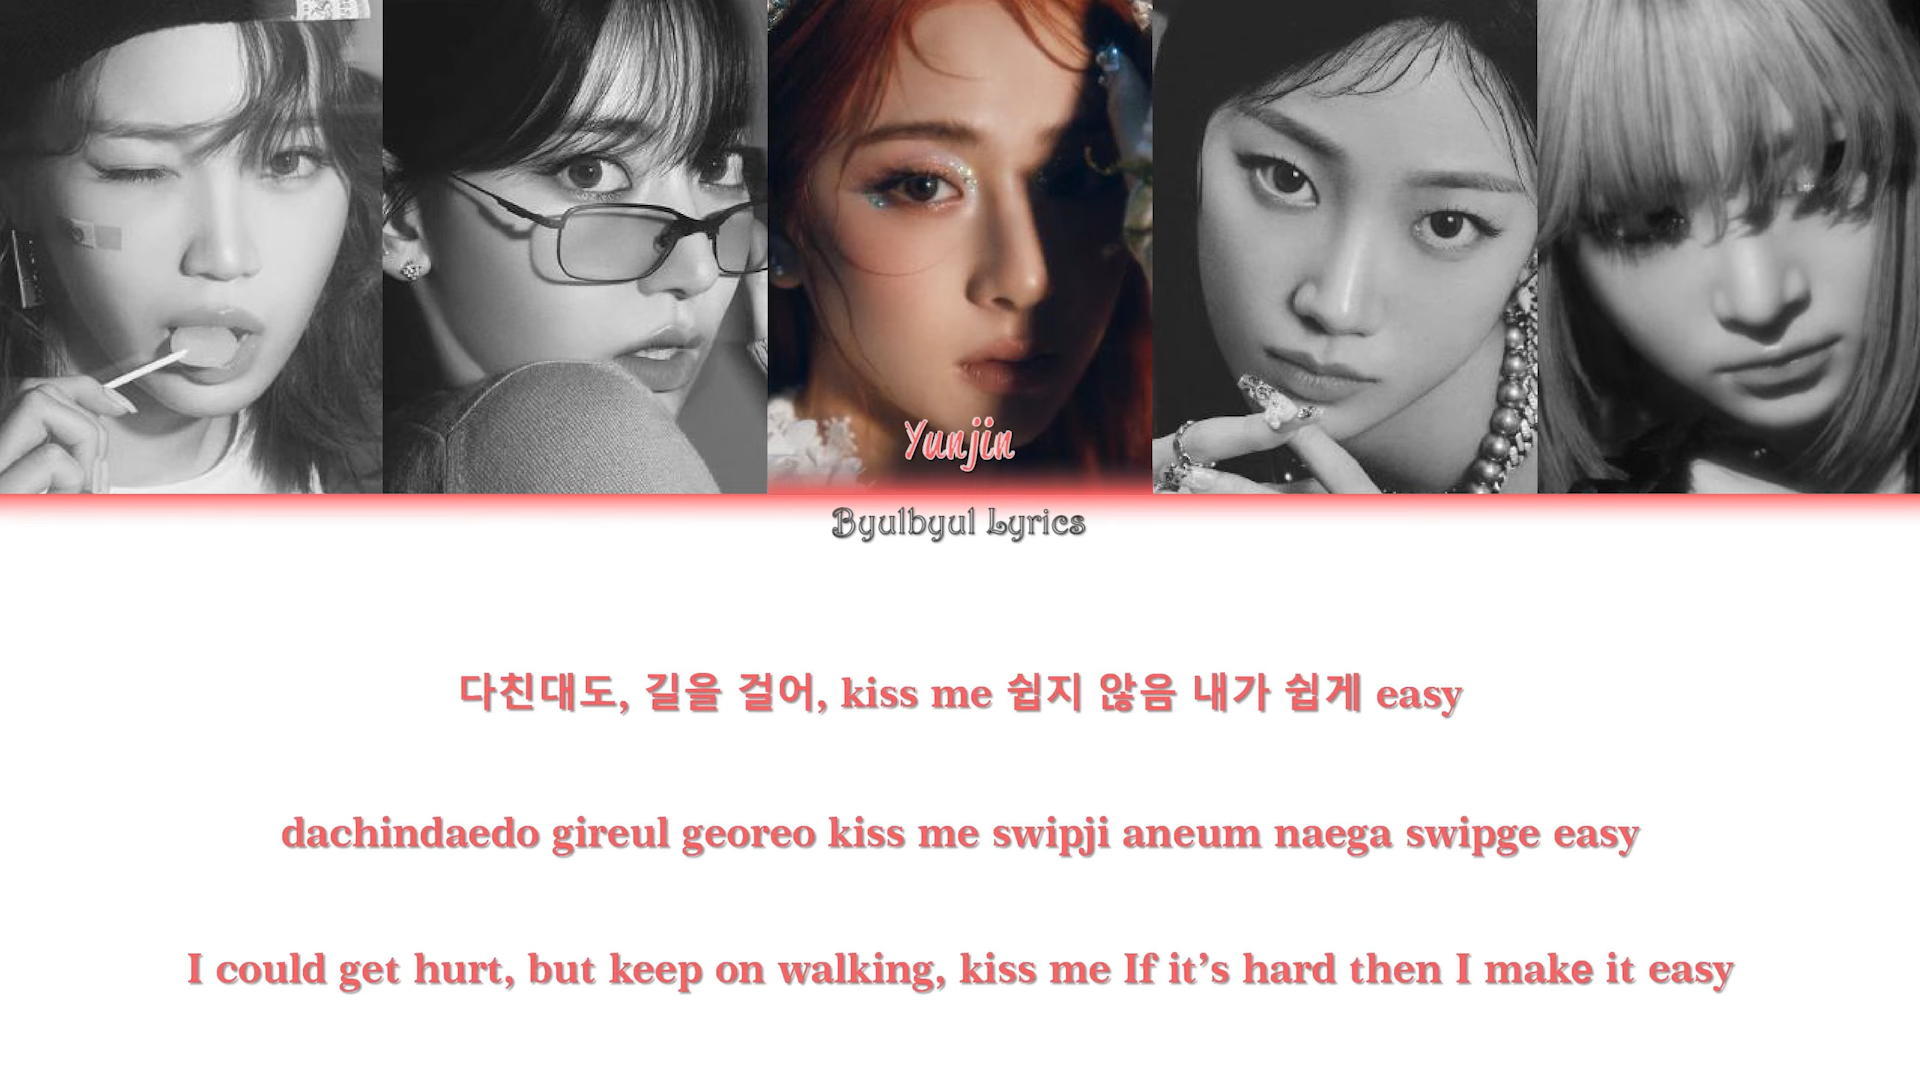 Yunjin
Byulbyul Lyrics
다친대도, 길을 걸어, kiss me 쉽지 않음 내가 쉽게 easy
dachindaedo gireul georeo kiss me swipji aneum naega swipge easy
I could get hurt, but keep on walking, kiss me If it’s hard then I make it easy